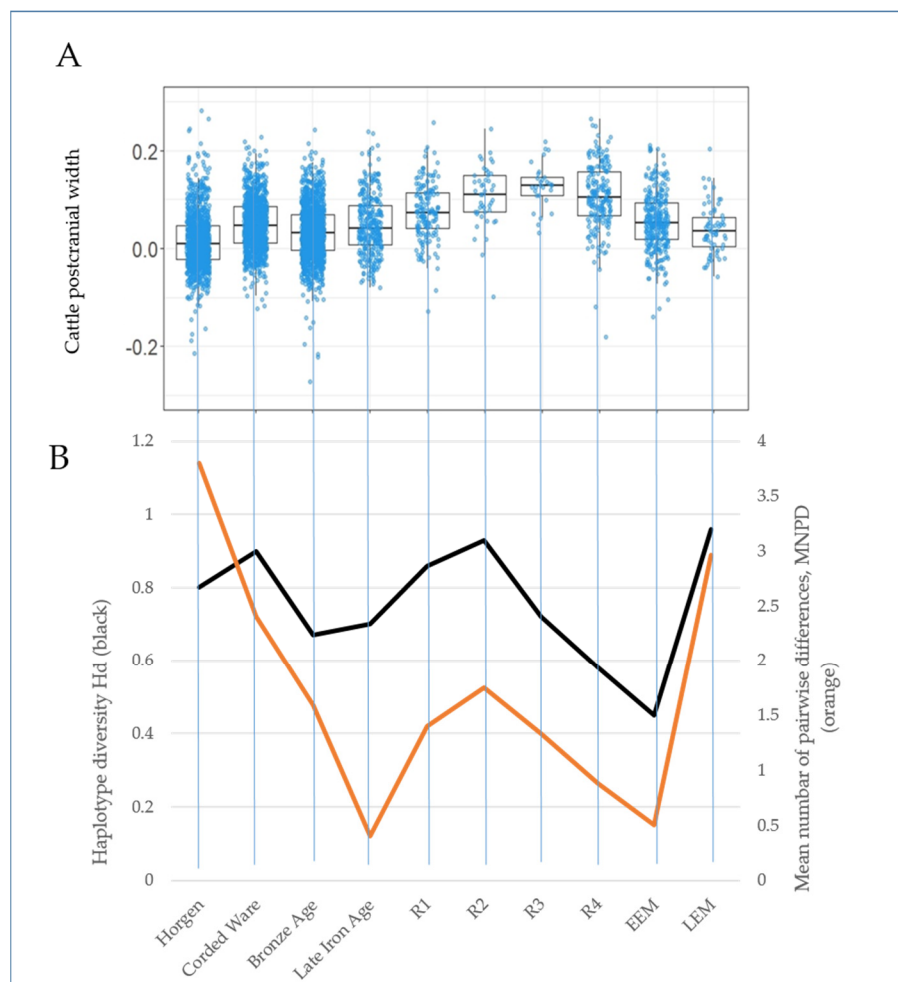 A
Cattle postcranial width
0.2
0.0
-0.2
B
Haplotype diversity Hd (black)
1.2
1
0.8
0.6
0.4
0.2
0
4
3.5
3
2.5
2
1.5
1
0.5
0
Mean numbar of pairwise differences, MNPD
(orange)
Horgen
Corded Ware
Bronze Age
Late Iron Age
R1
R2
R3
R4
EEM
LEM